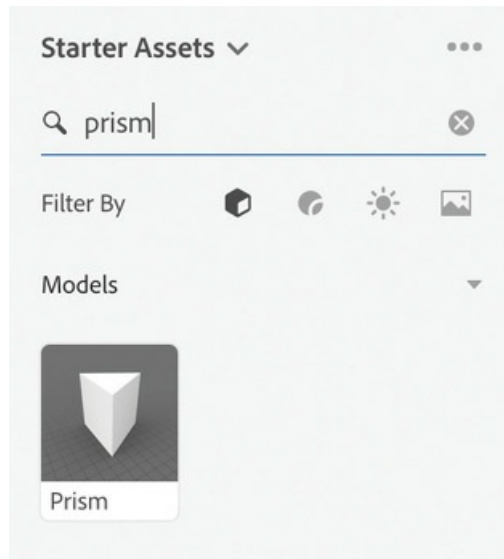 Starter Assets
prism
Filter By
Models
Prism